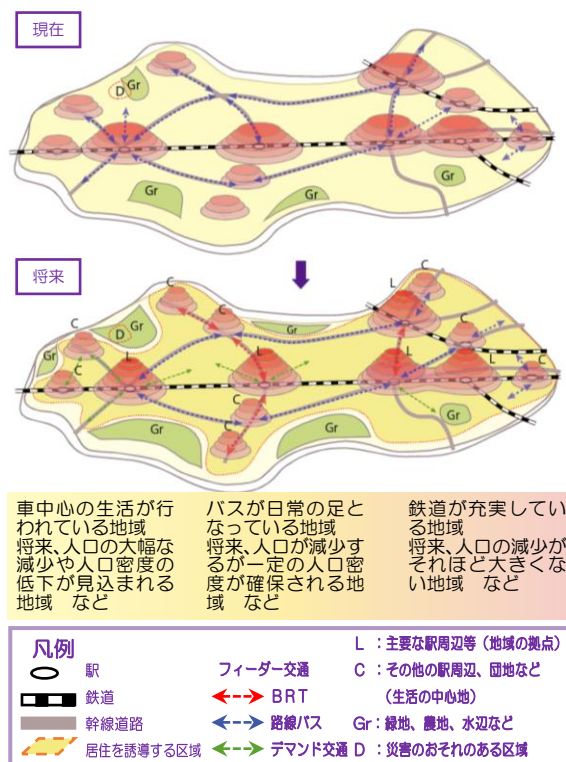 現在
D
Gr
Gr
Gr
Gr
将来
C
L
C
C
D
Gr
C
Gr
L
C
Gr
L
L
L
C
C
C
Gr
Gr
Gr
C
車中心の生活が行
われている地域
将来、人口の大幅な
減少や人口密度の
低下が見込まれる
地域 など
バスが日常の足と
なっている地域
将来、人口が減少す
るが一定の人口密
度が確保される地
域 など
鉄道が充実してい
る地域
将来、人口の減少が
それほど大きくな
い地域 など
凡例
駅
鉄道
幹線道路
居住を誘導する区域
フィーダー交通
BRT
路線バス
デマンド交通
L :主要な駅周辺等(地域の拠点)
C :その他の駅周辺、団地など
(生活の中心地)
Gr:緑地、農地、水辺など
D :災害のおそれのある区域